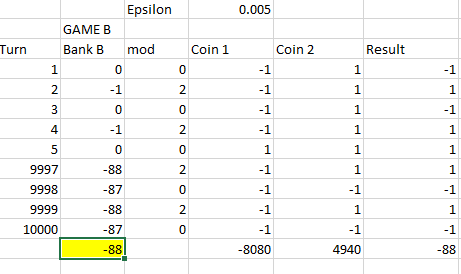 Epsilon 0.005
GAME B
Turn Bank B mod Coin 1 Coin 2 Result
1 0 0 -1 1 -1
2 -1 2 -1 1 1
3 0 0 -1 1 -1
4 -1 2 -1 1 1
5 0 0 1 1 1
9997 -88 2 -1 1 1
9998 -87 0 -1 -1 -1
9999 -88 2 -1 1 1
10000 -87 0 -1 -1 -1
-88 -8080 4940 -88